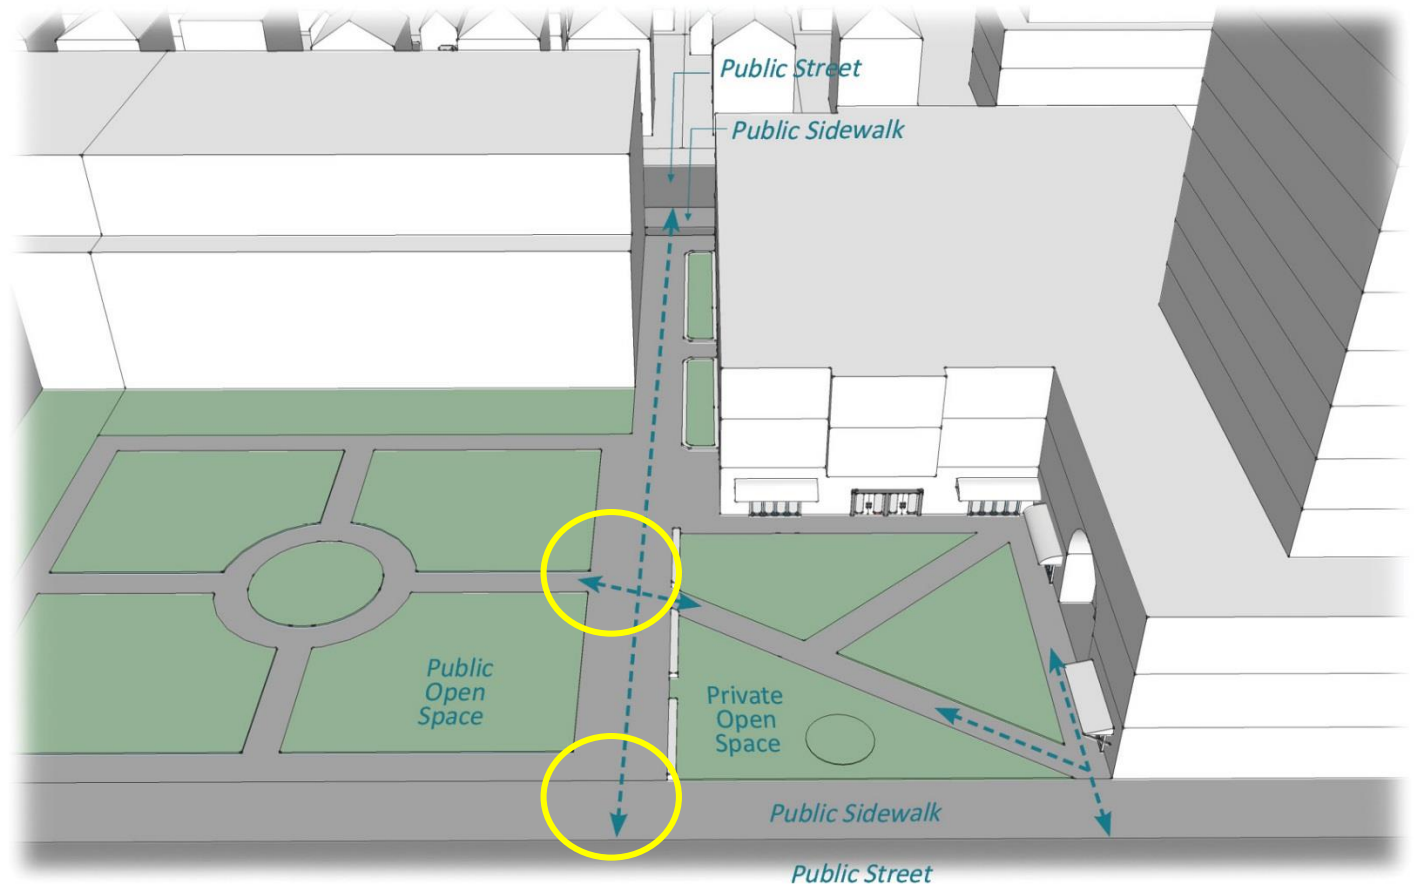 Public Street
Public Sidewalk
Public
Open
Space
Private
Open
Space
Public Sidewalk
Public Street